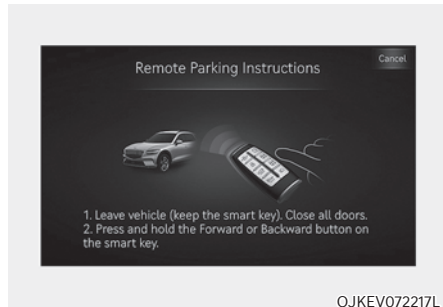 Cancel
Remote Parking Instructions
1. Leave vehicle (keep the smart key). Close all doors.
2. Press and hold the Forward or Backward button on
the smart key.
OJKEV072217L